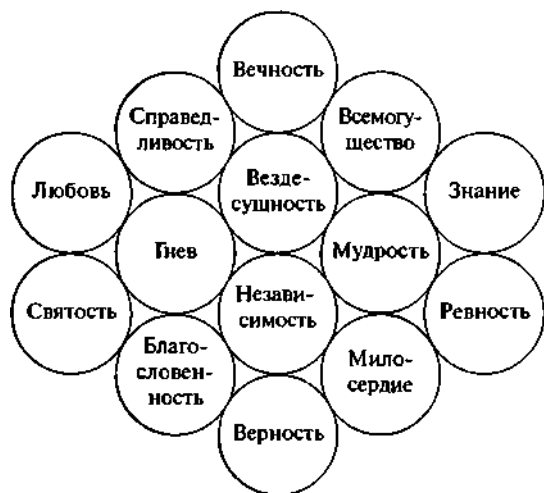 Вечность
Справед-
ливость
Всемогу-
щество
Любовь
Везде-
сущность
Знание
Гнев
Мудрость
Святость
Незави-
симость
Ревность
Благо-
словен-
ность
Мило-
сердие
Верность